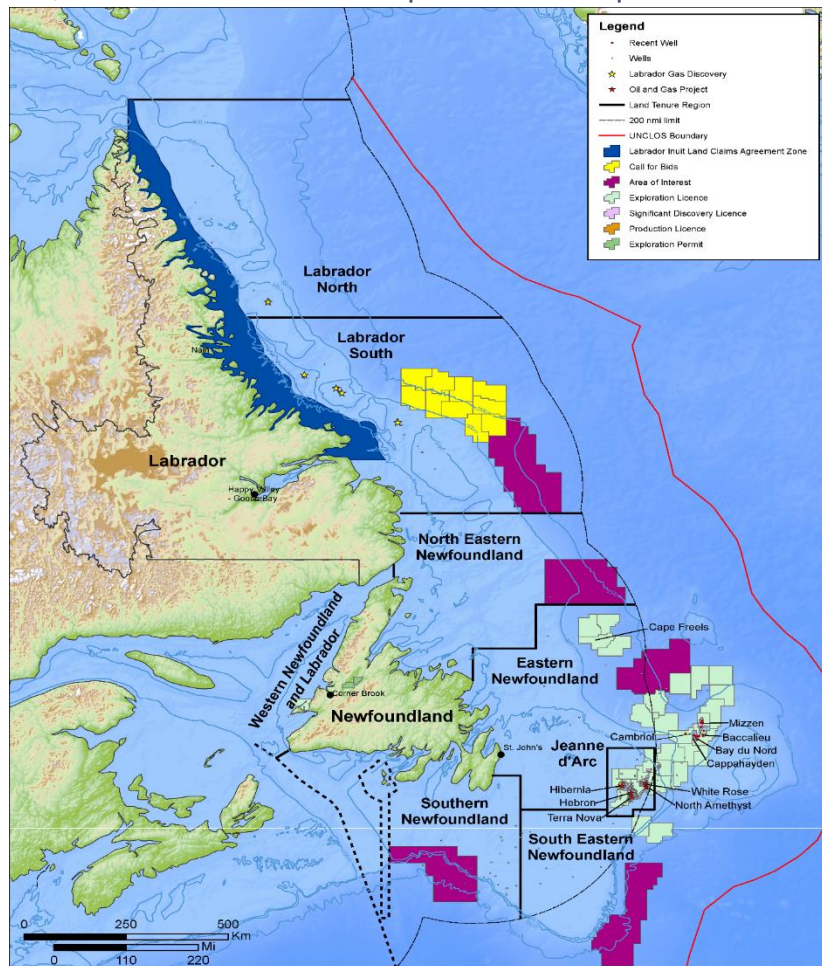 Legend
Recent Well
Wells
Labrador Gas Discovery
Oil and Gas Project
Land Tenure Region
200 nmi limit
UNCLOS Boundary
Labrador Inuit Land Claims Agreement Zone
Call for Bids
Area of Interest
Exploration Licence
Significant Discovery Licence
Production Licence
Exploration Permit
Labrador
North
Labrador
South
Nain
Labrador
Happy Valley
- Goose Bay
North Eastern
Newfoundland
Cape Freels
Western Newfoundland
and Labrador
Eastern
Newfoundland
Corner Brook
Newfoundland
Mizzen
Cambriol
Baccalieu
Bay du Nord
Cappahayden
St. John's
Jeanne
d'Arc
Hibernia
White Rose
Hebron
North Amethyst
Terra Nova
Southern
Newfoundland
South Eastern
Newfoundland
0 250 500
Km
Mi
0 110 220